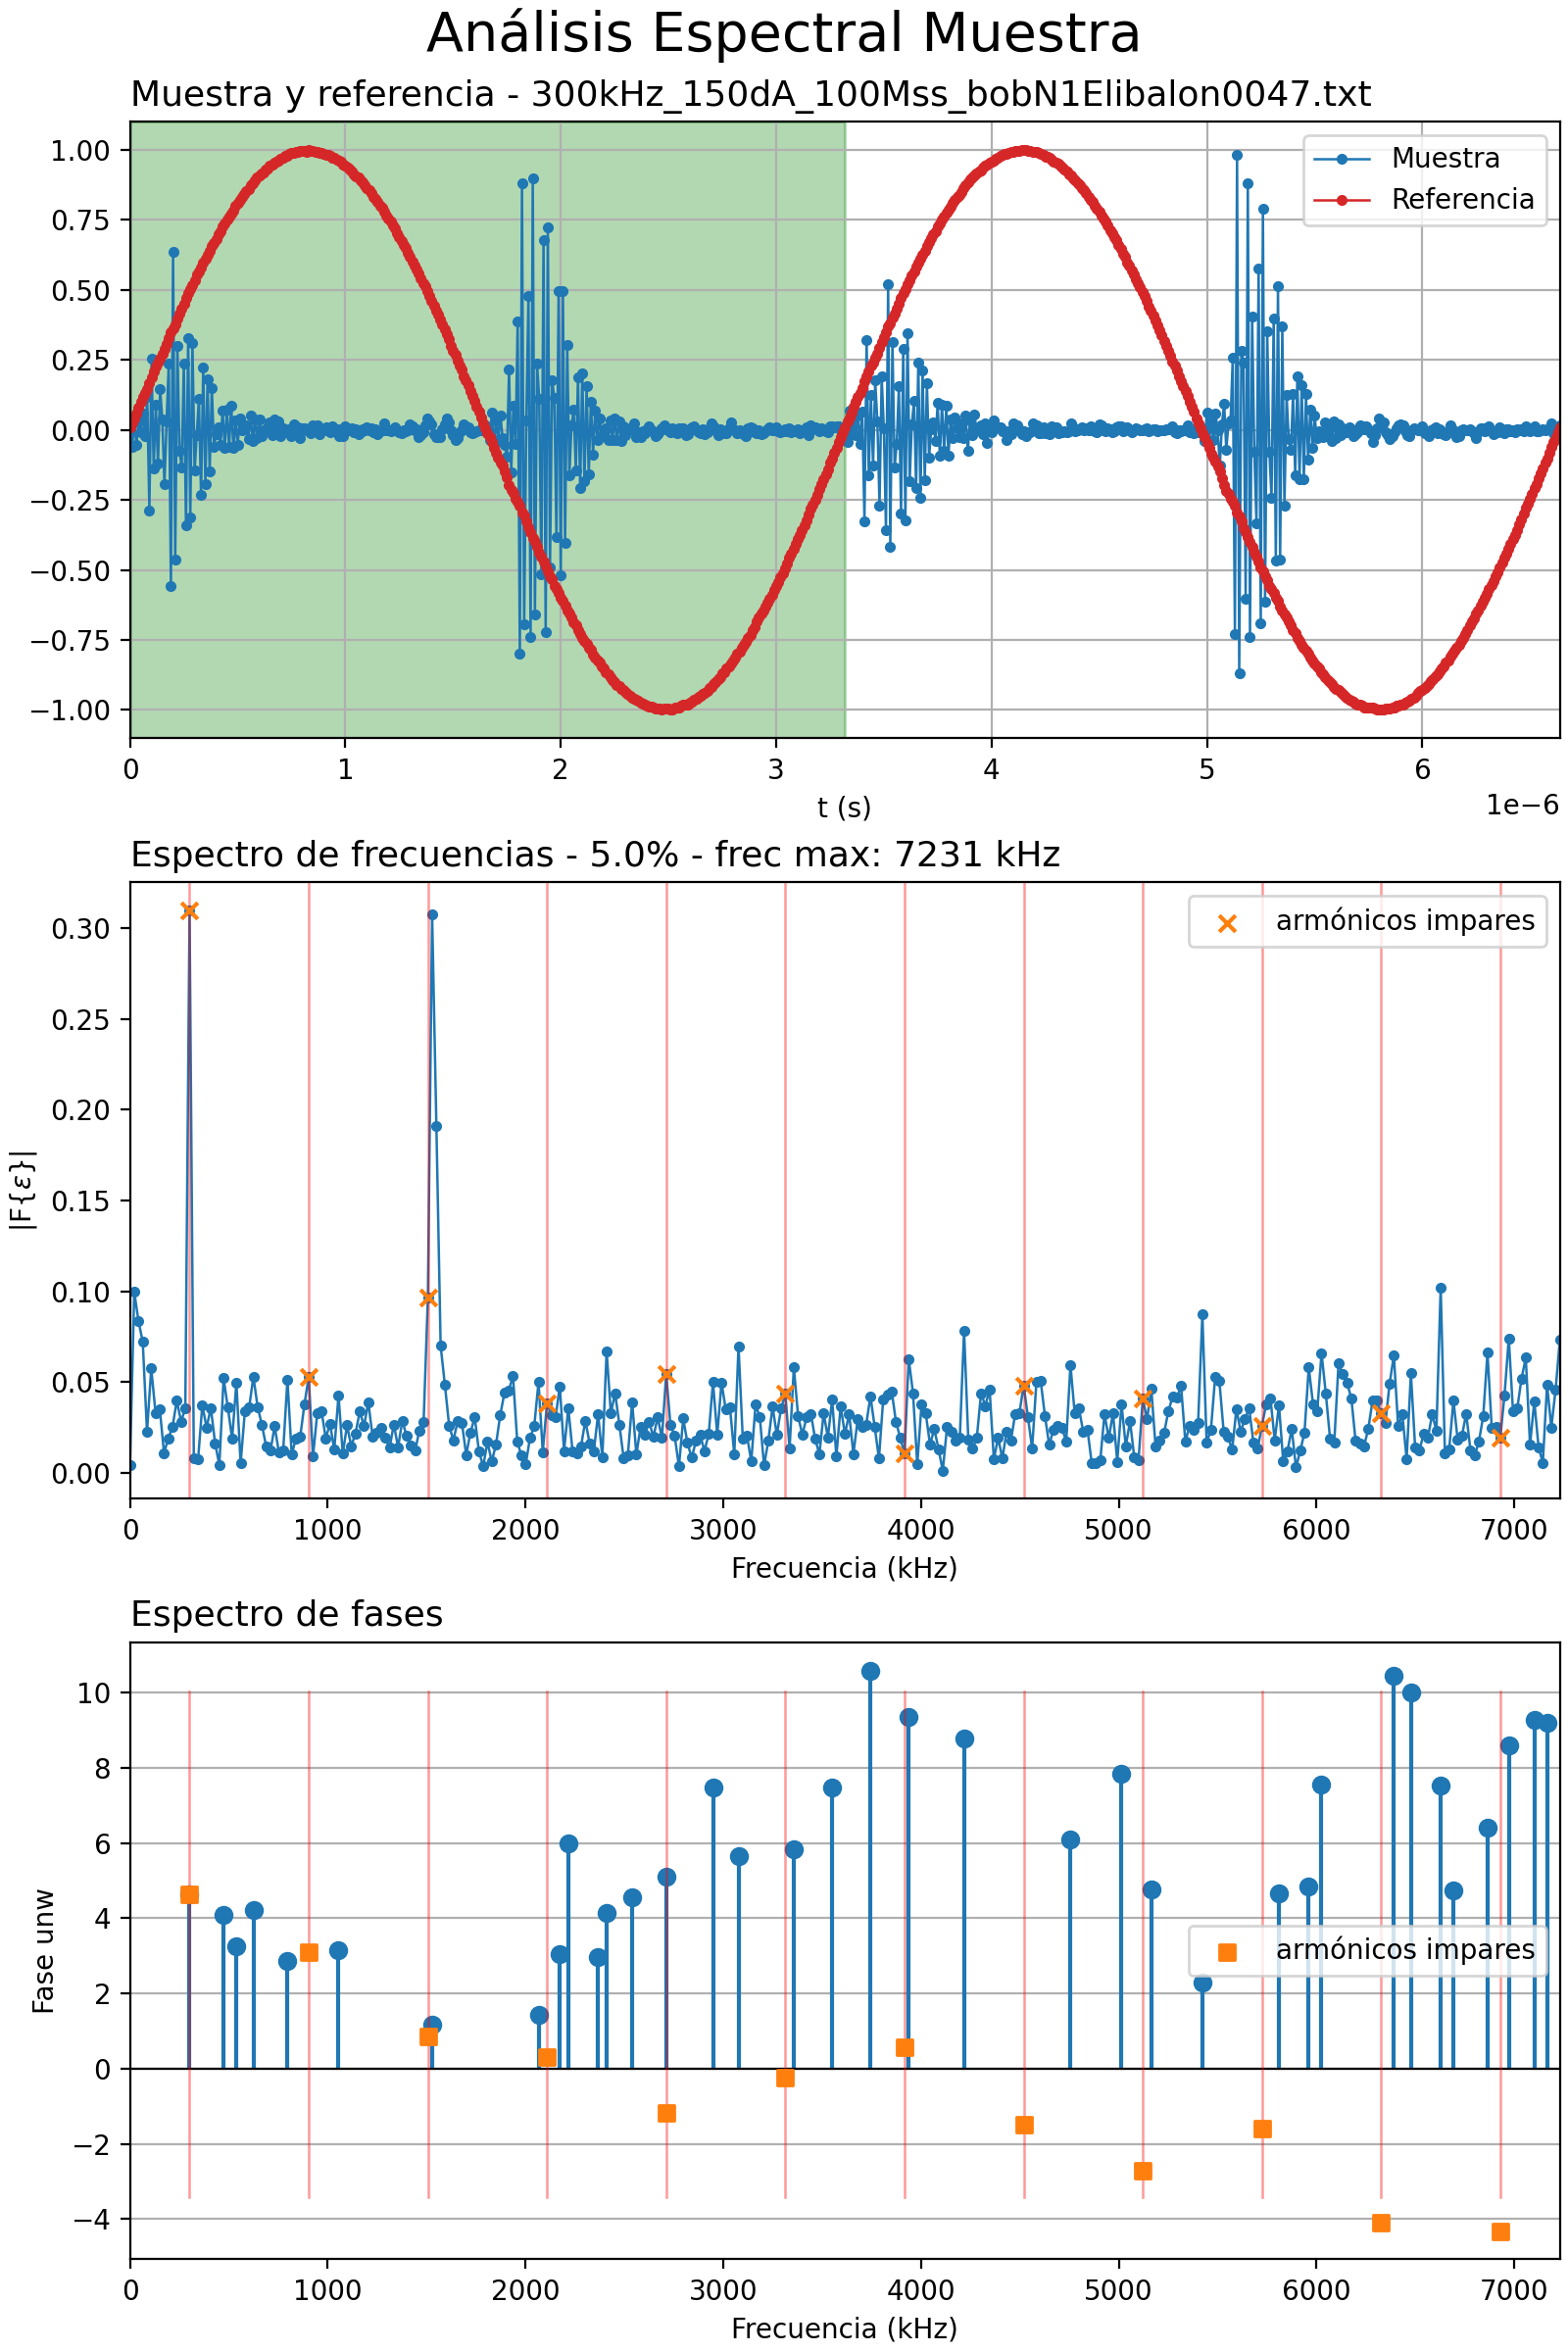 Análisis Espectral Muestra
Muestra y referencia - 300kHz_150dA_100Mss_bobN1Elibalon0047.txt
1.00
0.75
0.50
0.25
0.00
−0.25
−0.50
−0.75
−1.00
Muestra
Referencia
0 1 2 3 4 5 6
t (s)
1e−6
Espectro de frecuencias - 5.0% - frec max: 7231 kHz
|F{ε}|
0.30
0.25
0.20
0.15
0.10
0.05
0.00
armónicos impares
0 1000 2000 3000 4000 5000 6000 7000
Frecuencia (kHz)
Espectro de fases
Fase unw
10
8
6
4
2
0
−2
−4
armónicos impares
0 1000 2000 3000 4000 5000 6000 7000
Frecuencia (kHz)